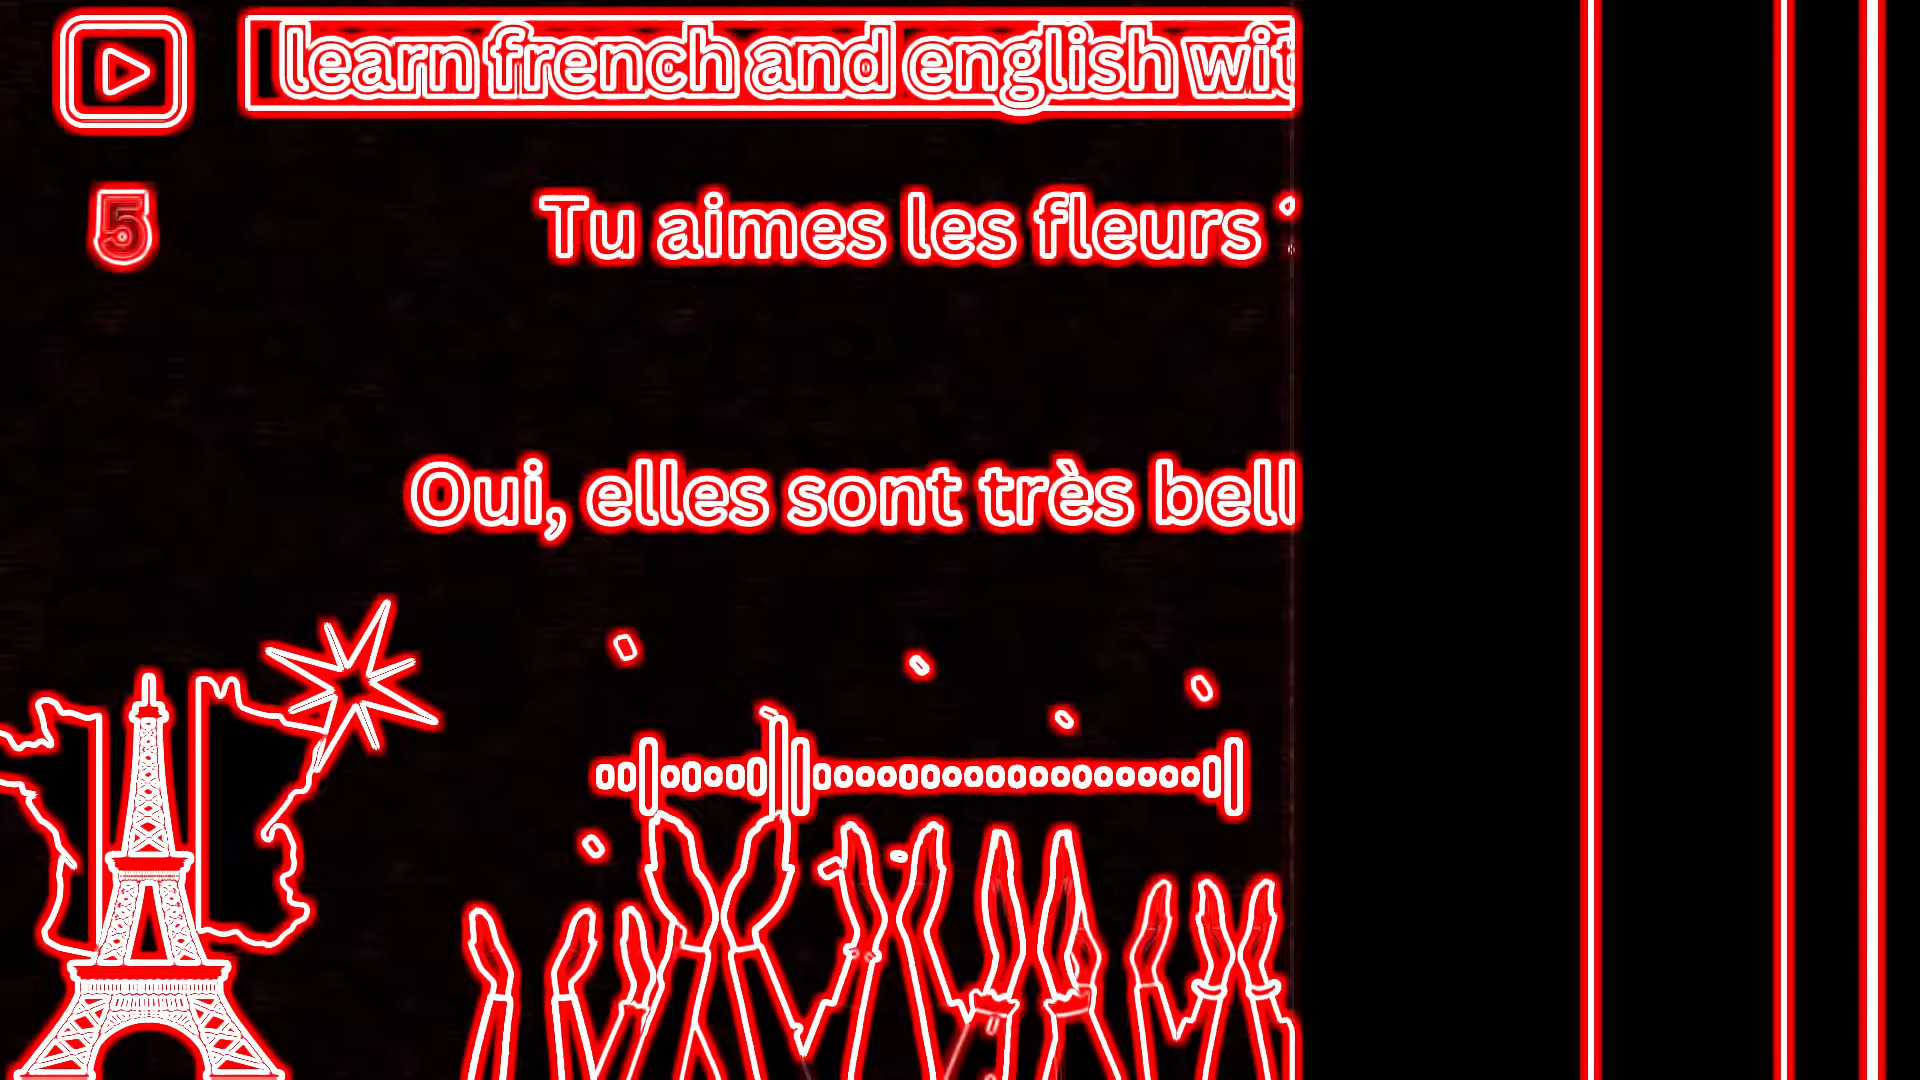 learn french and english wit
5
Tu aimes les fleurs ?
Oui, elles sont très bell